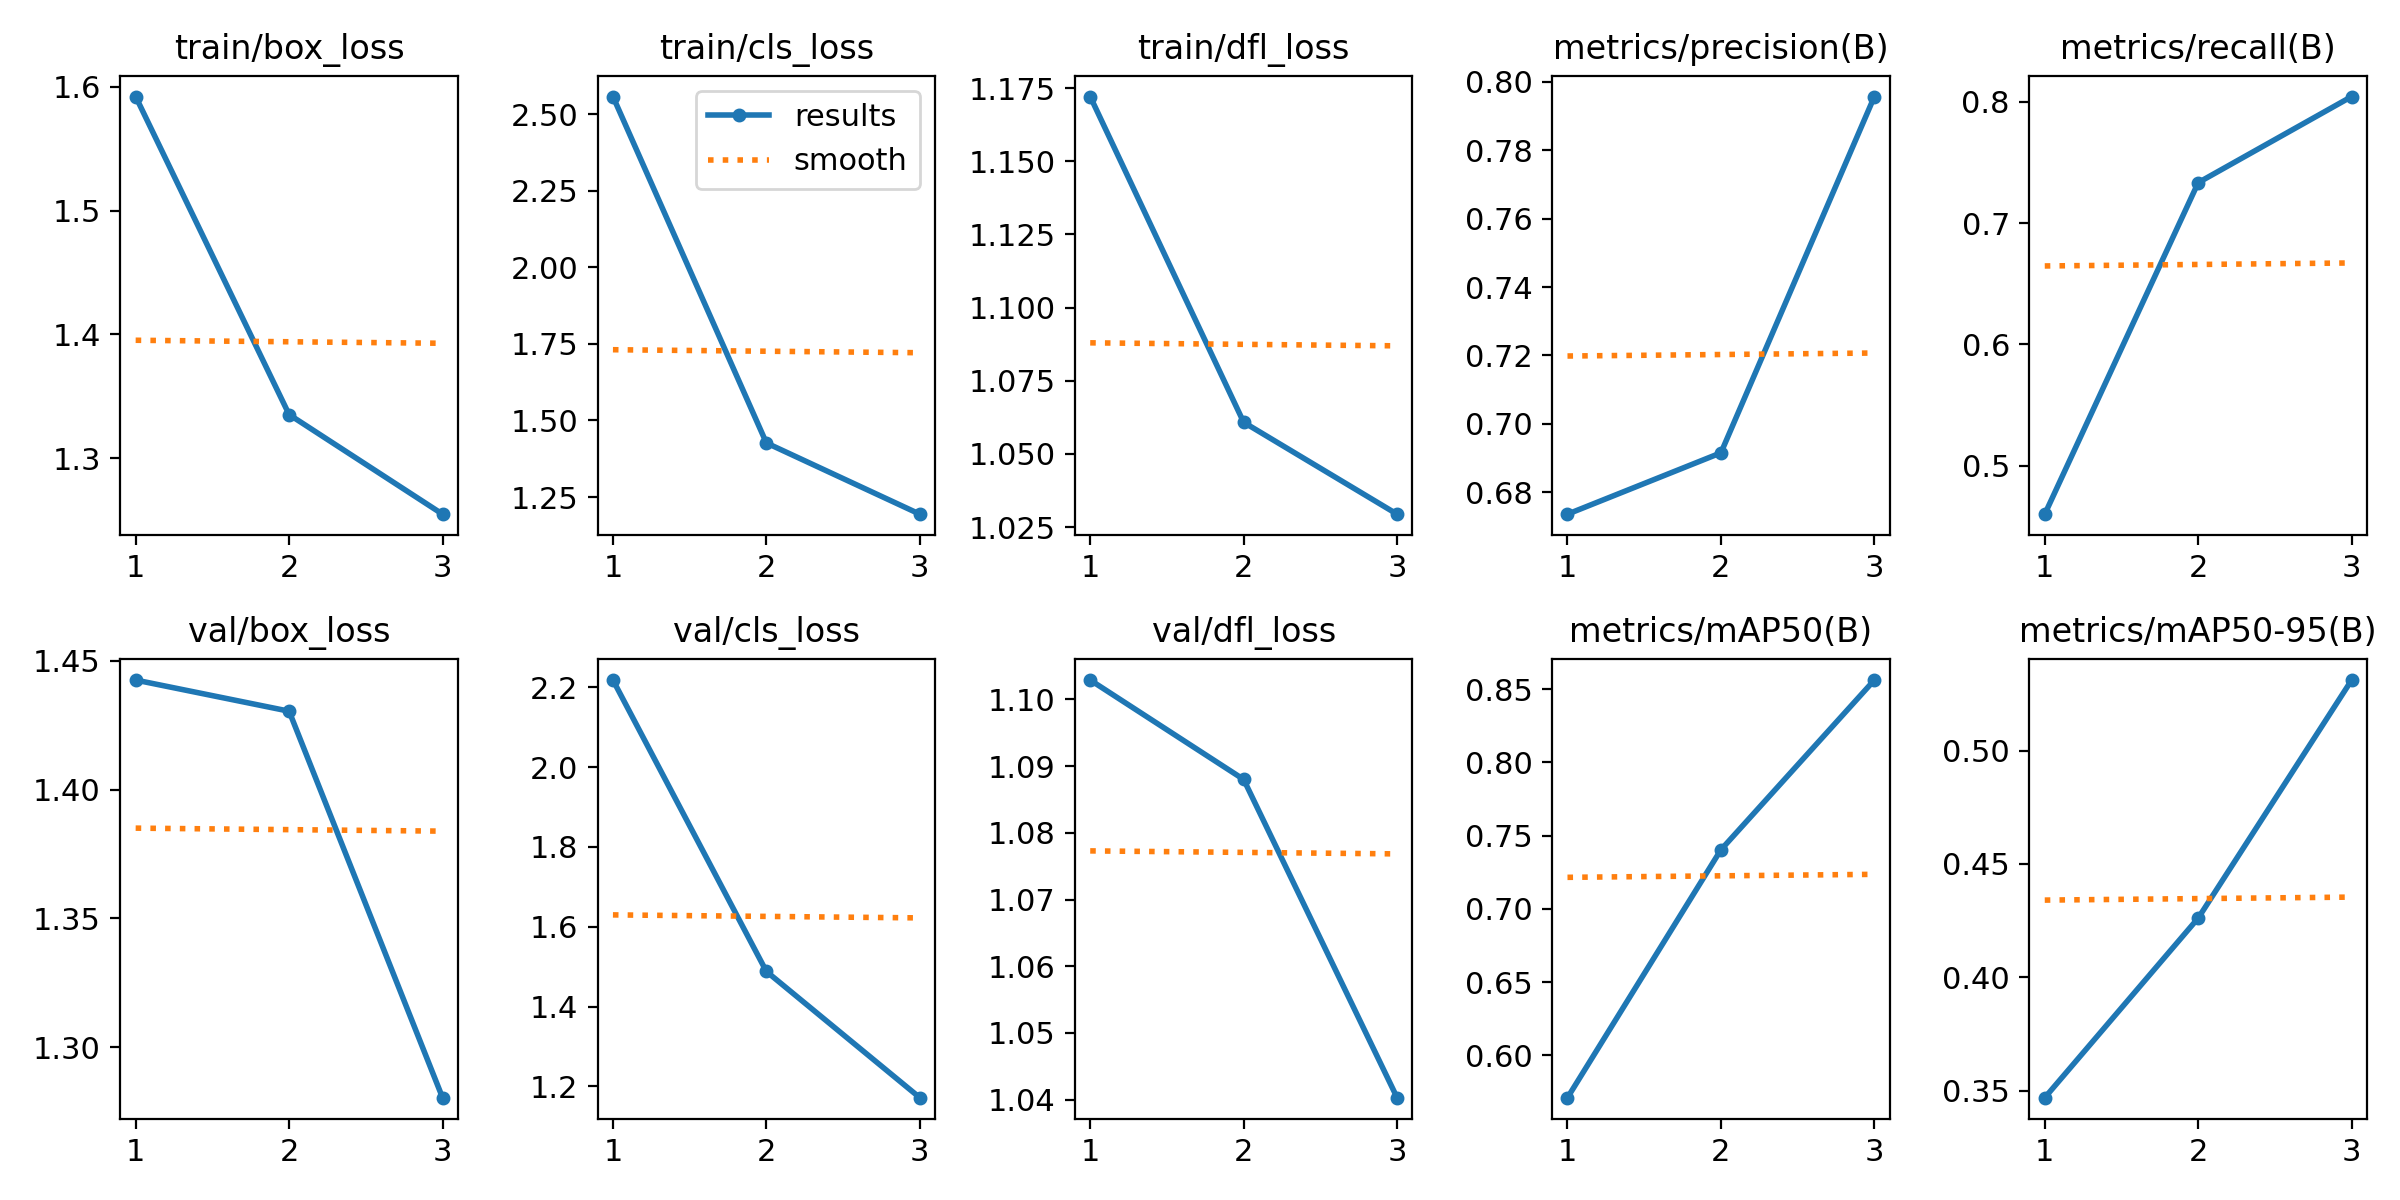 train/box_loss
1.6
1.5
1.4
1.3
1 2 3
train/cls_loss
results
smooth
2.50
2.25
2.00
1.75
1.50
1.25
1 2 3
train/dfl_loss
1.175
1.150
1.125
1.100
1.075
1.050
1.025
1 2 3
metrics/precision(B)
0.80
0.78
0.76
0.74
0.72
0.70
0.68
1 2 3
metrics/recall(B)
0.8
0.7
0.6
0.5
1 2 3
val/box_loss
1.45
1.40
1.35
1.30
1 2 3
val/cls_loss
2.2
2.0
1.8
1.6
1.4
1.2
1 2 3
val/dfl_loss
1.10
1.09
1.08
1.07
1.06
1.05
1.04
1 2 3
metrics/mAP50(B)
0.85
0.80
0.75
0.70
0.65
0.60
1 2 3
metrics/mAP50-95(B)
0.50
0.45
0.40
0.35
1 2 3